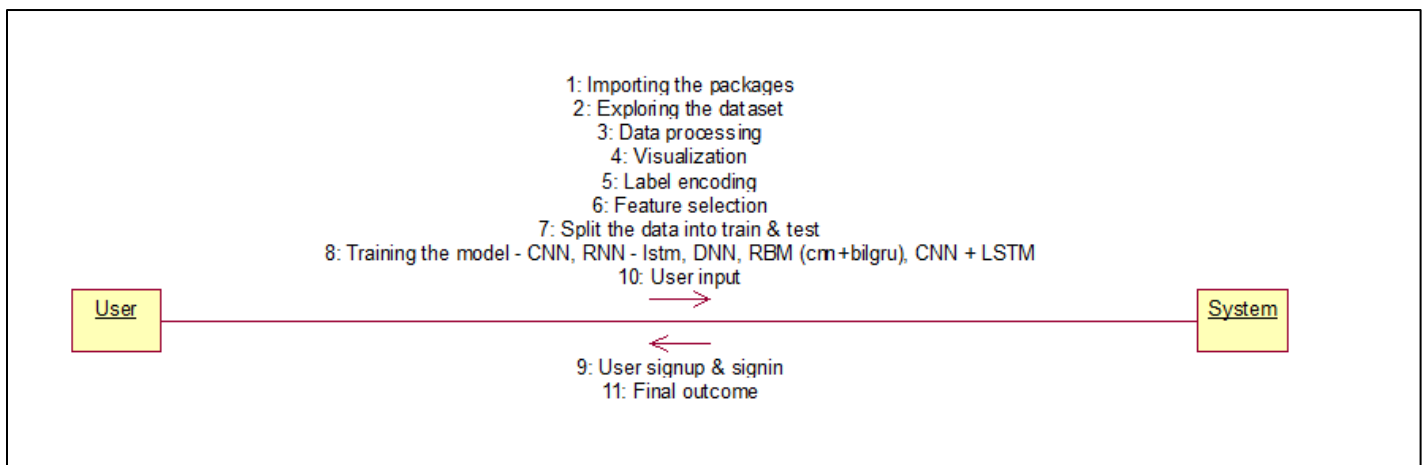 1: Importing the packages
2: Exploring the dataset
3: Data processing
4: Visualization
5: Label encoding
6: Feature selection
7: Split the data into train & test
8: Training the model - CNN, RNN - lstm, DNN, RBM (cnn+bilgru), CNN + LSTM
10: User input
User
System
9: User signup & signin
11: Final outcome